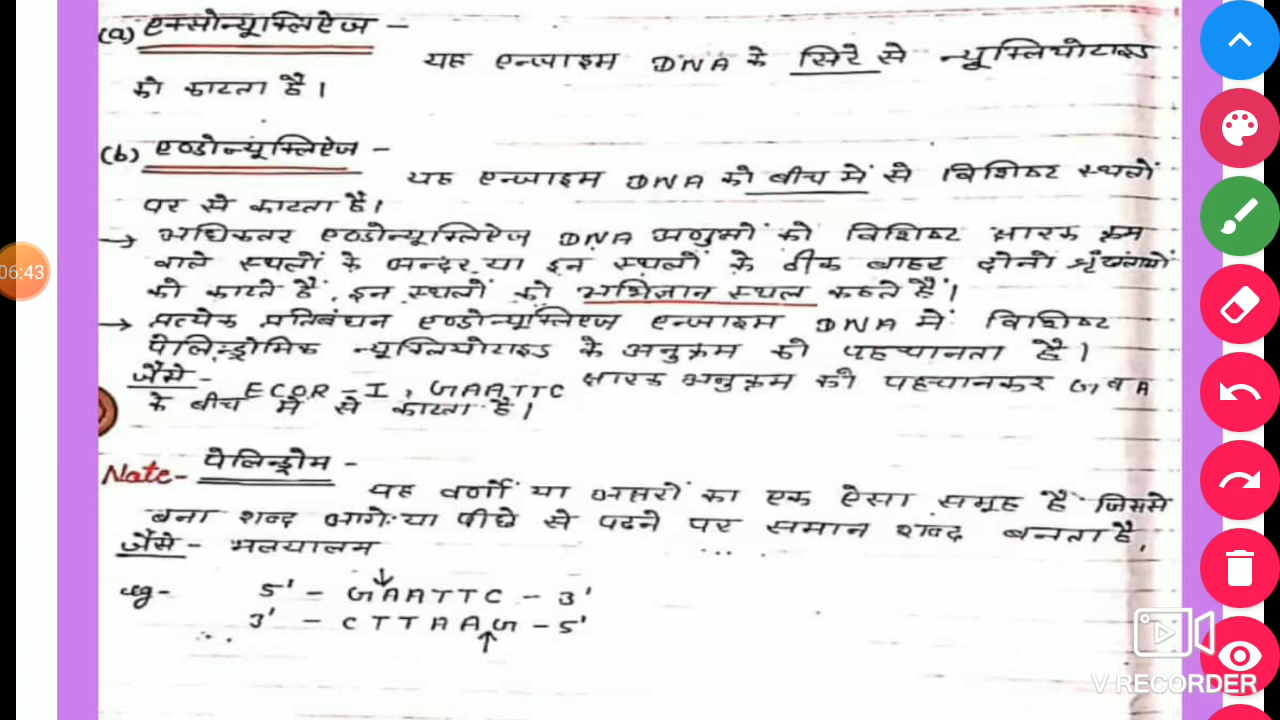 (a) एक्सोन्यूक्लिऐज –
यह एन्जाइम DNA के सिरे से न्यूक्लियोटाइड
को काटता है।
(b) एण्डोन्यूक्लिऐज –
यह एन्जाइम DNA को बीच में से विशिष्ट स्थलों
पर से काटता है।
→ अधिकतर एण्डोन्यूक्लिऐज DNA अणुओं को विशिष्ट क्षारक क्रम
वाले स्थलों के अन्दर या इन स्थलों के ठीक बाहर दोनो श्रृंखलाओं
को काटते हैं, इन स्थलों को अभिज्ञान स्थल कहते हैं।
→ प्रत्येक प्रतिबंधन एण्डोन्यूक्लिएज एन्जाइम DNA में विशिष्ट
पेलिन्ड्रोमिक न्यूक्लियोटाइड के अनुक्रम को पहचानता है।
जैसे - ECOR-I, GAATTC क्षारक अनुक्रम को पहचानकर G व A
के बीच में से काटता है।
Note- पेलिन्ड्रोम –
यह वर्णों या अक्षरों का एक ऐसा समूह है जिससे
बना शब्द आगे या पीछे से पढने पर समान शब्द बनता है,
जैसे - मलयालम
eg- 5' - G↓AATTC - 3'
3' - CTTAA↑G - 5'
06:43
V RECORDER